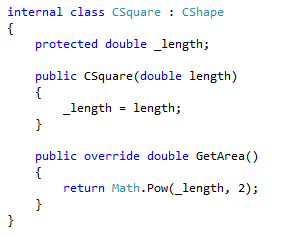 internal class CSquare : CShape
{
    protected double _length;

    public CSquare(double length)
    {
        _length = length;
    }

    public override double GetArea()
    {
        return Math.Pow(_length, 2);
    }
}